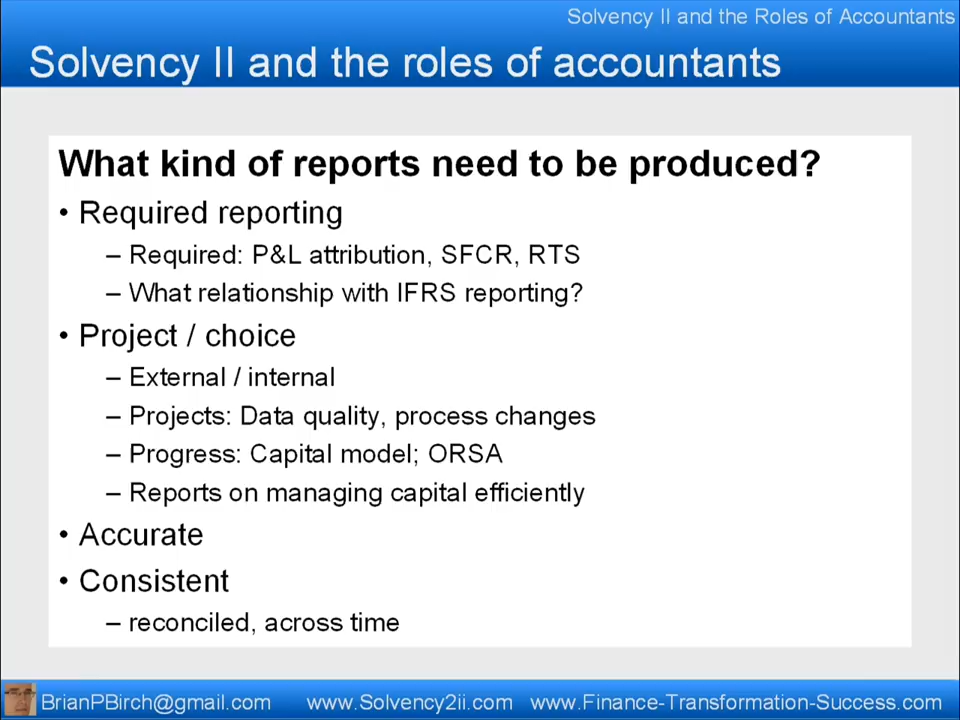 Solvency II and the Roles of Accountants
Solvency II and the roles of accountants
What kind of reports need to be produced?
• Required reporting
– Required: P&L attribution, SFCR, RTS
– What relationship with IFRS reporting?
• Project / choice
– External / internal
– Projects: Data quality, process changes
– Progress: Capital model; ORSA
– Reports on managing capital efficiently
• Accurate
• Consistent
– reconciled, across time
BrianPBirch@gmail.com www.Solvency2ii.com www.Finance-Transformation-Success.com